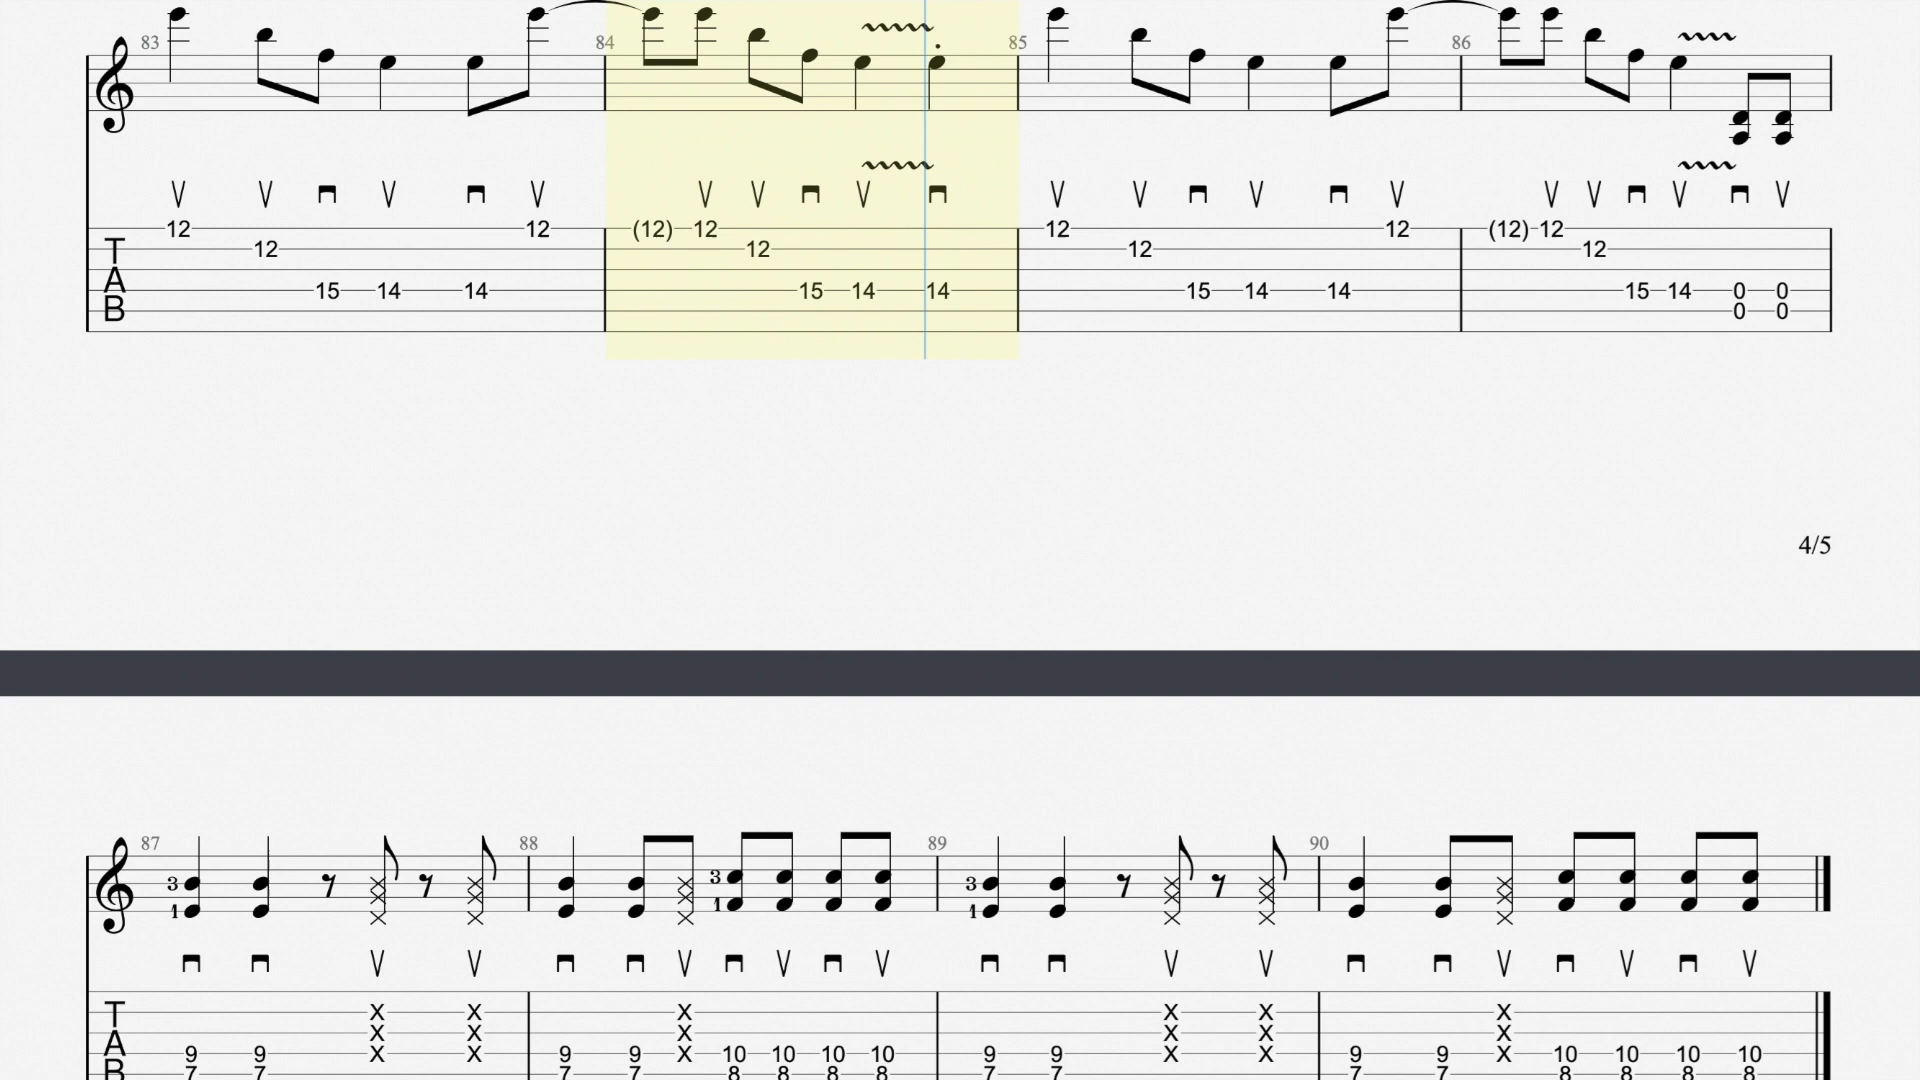 83 84 85 86
12 12 (12) 12 12 12 (12) 12
T 12 12 12 12
A 15 14 14 15 14 14 15 14 14 15 14 0 0
B 0 0
4/5
87 88 89 90
3 3 3
1 1 1
T X X X X X X
X X X X X X
A 9 9 X X 9 9 X 10 10 10 10 9 9 X X 9 9 X 10 10 10 10
B 7 7 7 7 8 8 8 8 7 7 7 7 8 8 8 8